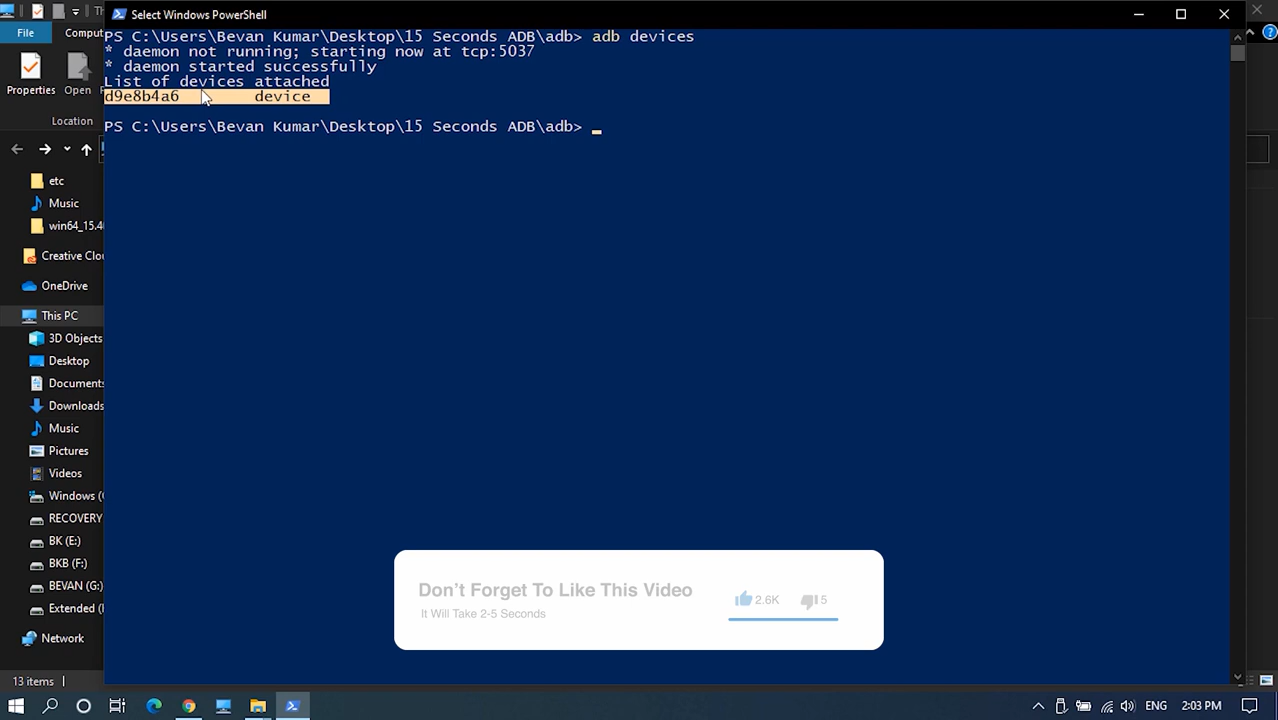 Select Windows PowerShell
File
Comput
Properties
Open
Location
PS C:\Users\Bevan Kumar\Desktop\15 Seconds ADB\adb> adb devices
* daemon not running; starting now at tcp:5037
* daemon started successfully
List of devices attached
d9e8b4a6 device
PS C:\Users\Bevan Kumar\Desktop\15 Seconds ADB\adb>
etc
Music
win64_15.4
Creative Clou
OneDrive
This PC
3D Objects
Desktop
Documents
Downloads
Music
Pictures
Videos
Windows (
RECOVERY
BK (E:)
BKB (F:)
BEVAN (G:)
Extended (
Network
Don't Forget To Like This Video
It Will Take 2-5 Seconds
2.6K
5
13 items
ENG
2:03 PM